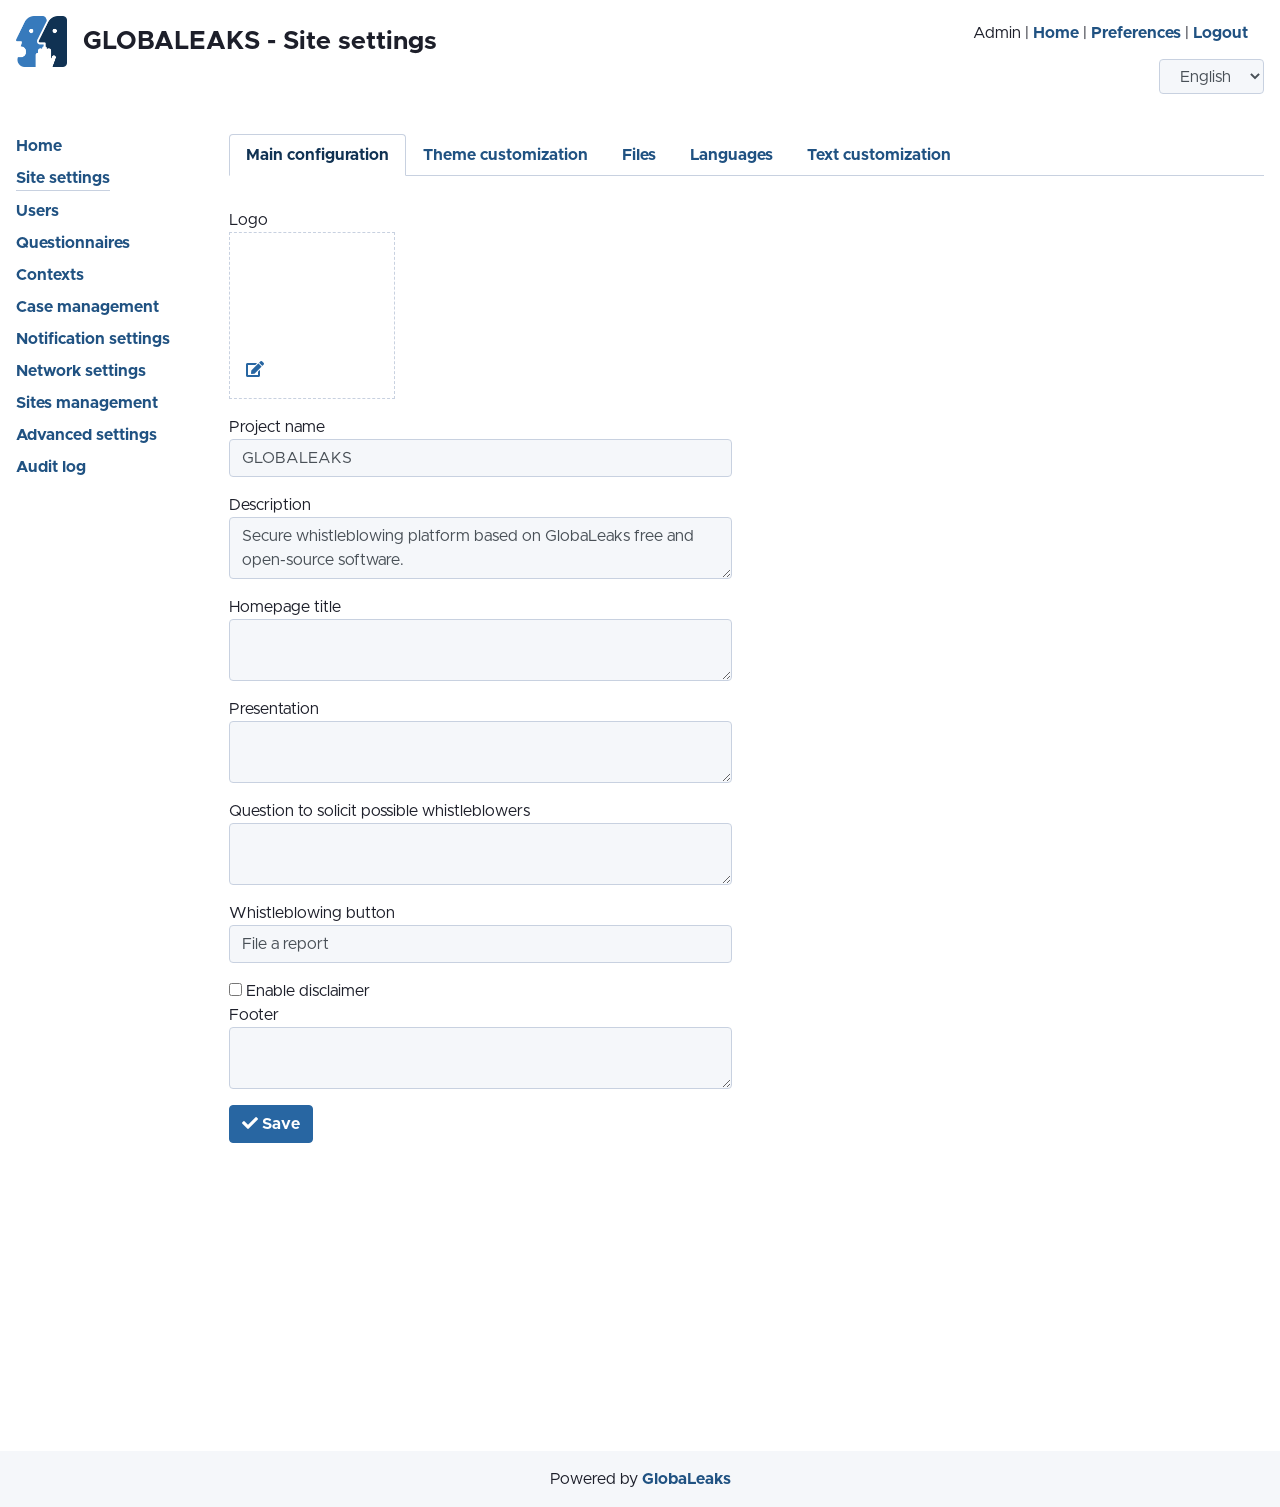 GLOBALEAKS - Site settings
Admin | Home | Preferences | Logout
English
Home
Site settings
Users
Questionnaires
Contexts
Case management
Notification settings
Network settings
Sites management
Advanced settings
Audit log
Main configuration Theme customization Files Languages Text customization
Logo
Project name
GLOBALEAKS
Description
Secure whistleblowing platform based on GlobaLeaks free and
open-source software.
Homepage title
Presentation
Question to solicit possible whistleblowers
Whistleblowing button
File a report
Enable disclaimer
Footer
Save
Powered by GlobaLeaks